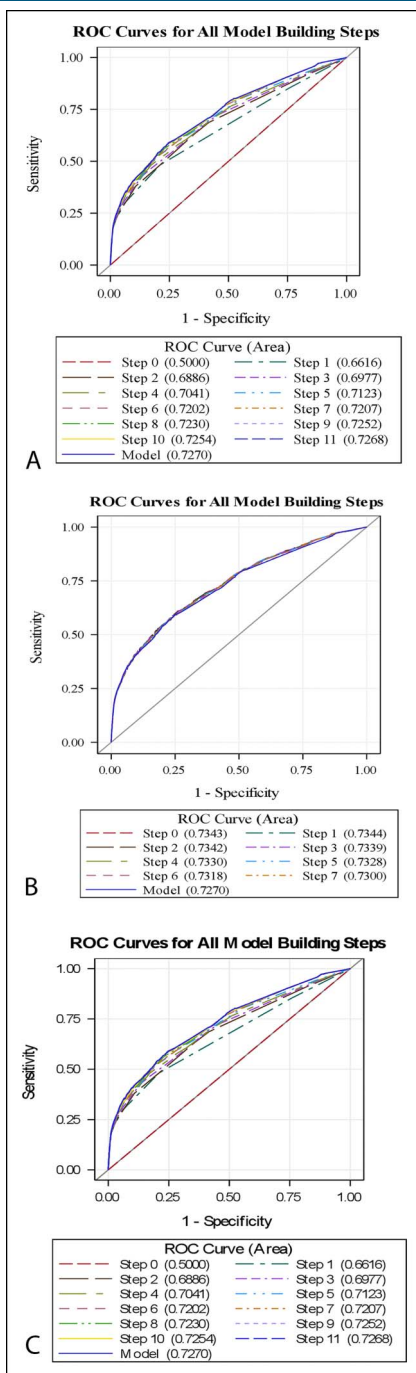 ROC Curves for All Model Building Steps
1.00
0.75
0.50
0.25
0.00
Sensitivity
0.00 0.25 0.50 0.75 1.00
1 - Specificity
ROC Curve (Area)
Step 0 (0.5000) Step 1 (0.6616)
Step 2 (0.6886) Step 3 (0.6977)
Step 4 (0.7041) Step 5 (0.7123)
Step 6 (0.7202) Step 7 (0.7207)
Step 8 (0.7230) Step 9 (0.7252)
Step 10 (0.7254) Step 11 (0.7268)
Model (0.7270)
A
ROC Curves for All Model Building Steps
1.00
0.75
0.50
0.25
0.00
Sensitivity
0.00 0.25 0.50 0.75 1.00
1 - Specificity
ROC Curve (Area)
Step 0 (0.7343) Step 1 (0.7344)
Step 2 (0.7342) Step 3 (0.7339)
Step 4 (0.7330) Step 5 (0.7328)
Step 6 (0.7318) Step 7 (0.7300)
Model (0.7270)
B
ROC Curves for All Model Building Steps
1.00
0.75
0.50
0.25
0.00
Sensitivity
0.00 0.25 0.50 0.75 1.00
1 - Specificity
ROC Curve (Area)
Step 0 (0.5000) Step 1 (0.6616)
Step 2 (0.6886) Step 3 (0.6977)
Step 4 (0.7041) Step 5 (0.7123)
Step 6 (0.7202) Step 7 (0.7207)
Step 8 (0.7230) Step 9 (0.7252)
Step 10 (0.7254) Step 11 (0.7268)
Model (0.7270)
C